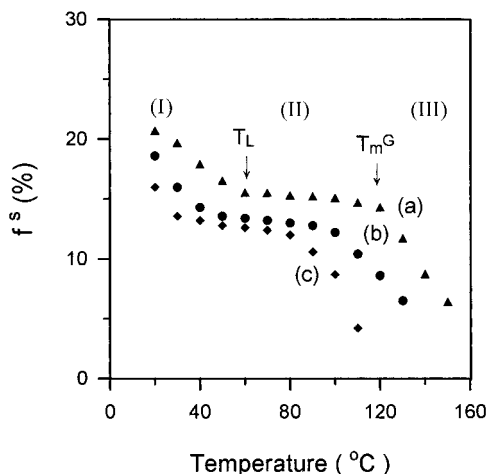 30
(I)
(II)
(III)
20
T_L
T_m^G
f^s (%)
(a)
(b)
10
(c)
0
0 40 80 120 160
Temperature ( °C )